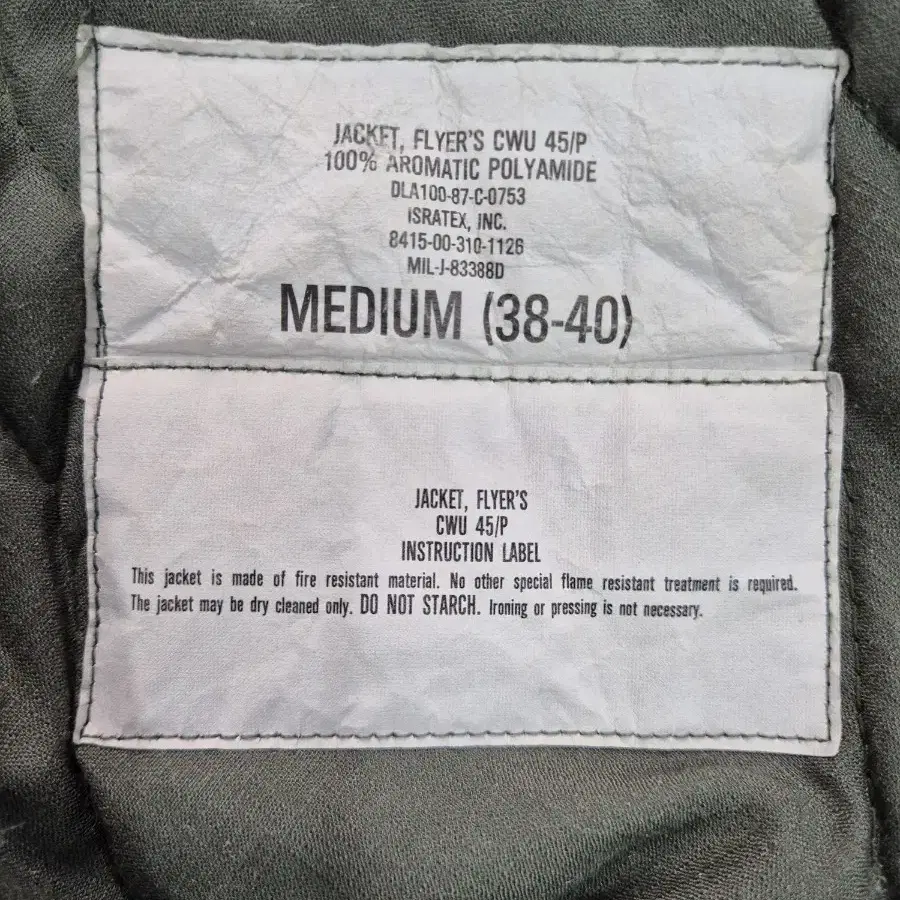 JACKET, FLYER'S CWU 45/P
100% AROMATIC POLYAMIDE
DLA100-87-C-0753
ISRATEX, INC.
8415-00-310-1126
MIL-J-83388D
MEDIUM (38-40)
JACKET, FLYER'S
CWU 45/P
INSTRUCTION LABEL
This jacket is made of fire resistant material. No other special flame resistant treatment is required.
The jacket may be dry cleaned only. DO NOT STARCH. Ironing or pressing is not necessary.